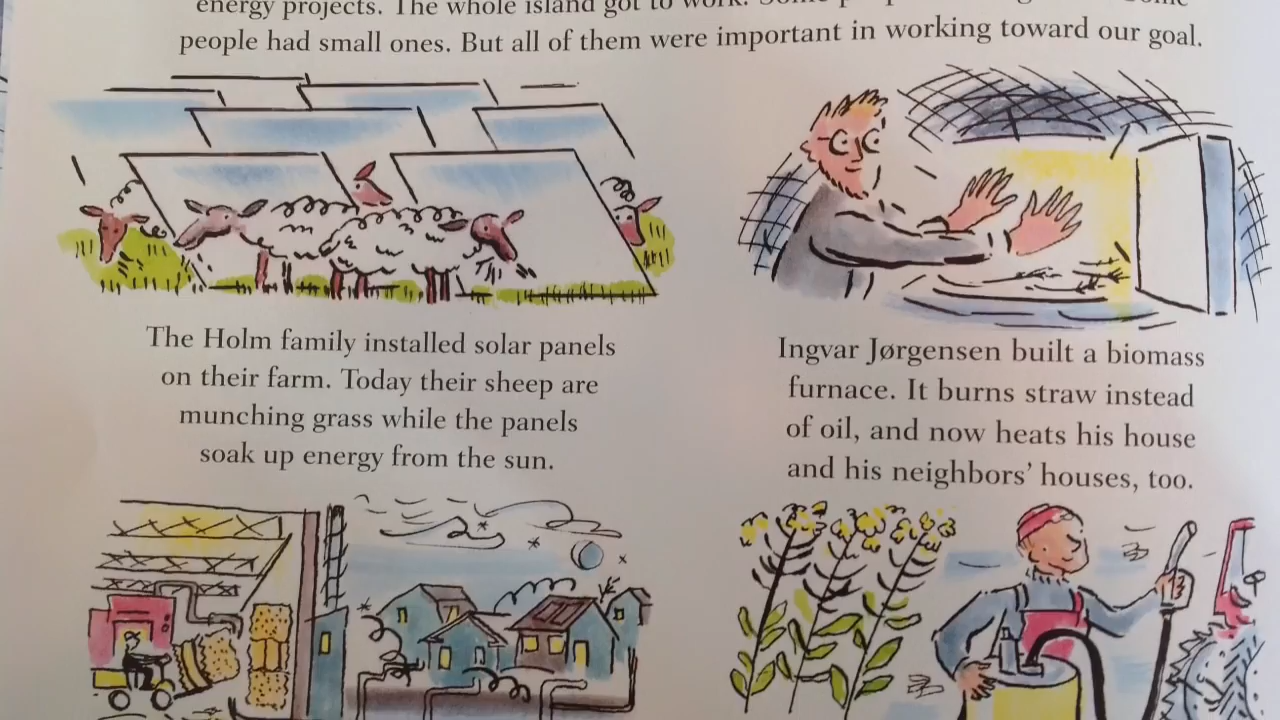 energy projects. The whole island got to work. Some
people had small ones. But all of them were important in working toward our goal.
The Holm family installed solar panels
on their farm. Today their sheep are
munching grass while the panels
soak up energy from the sun.
Ingvar Jørgensen built a biomass
furnace. It burns straw instead
of oil, and now heats his house
and his neighbors’ houses, too.